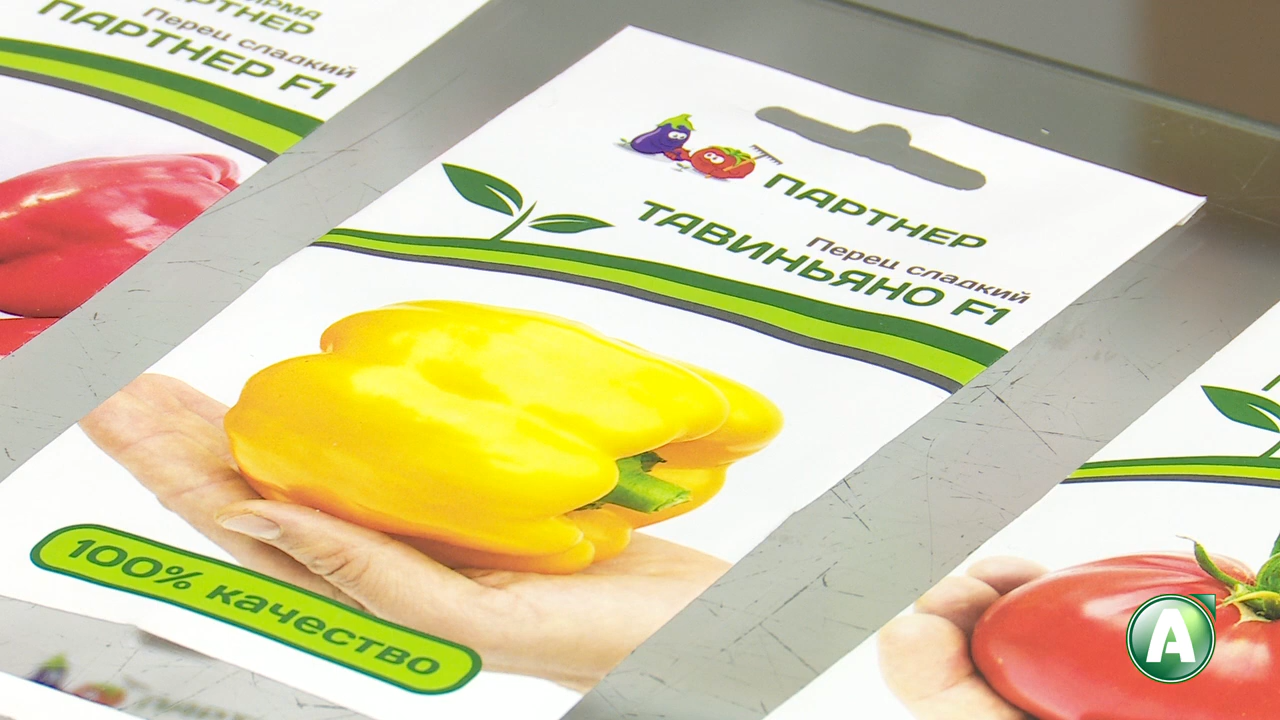 ФИРМА
ПАРТНЕР
Перец сладкий
ПАРТНЕР F1
ПАРТНЕР
Перец сладкий
ТАВИНЬЯНО F1
100% качество
A